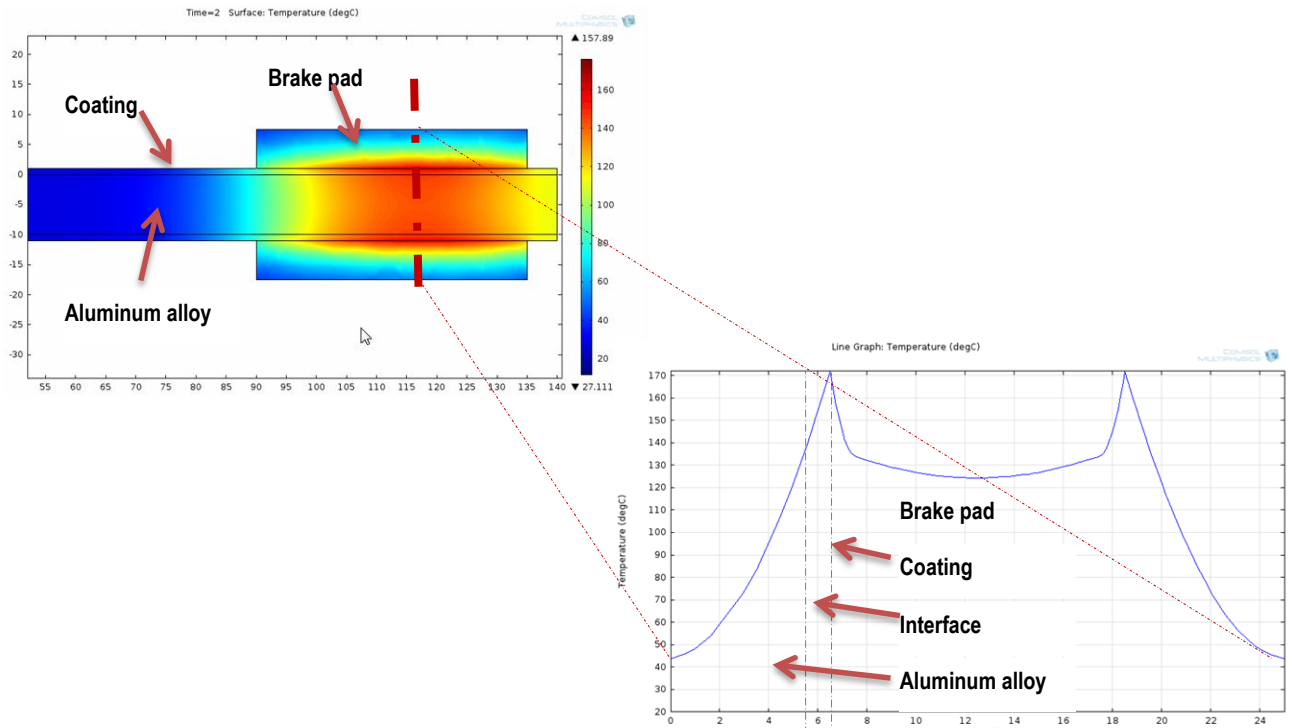 Time=2 Surface: Temperature (degC)
COMSOL
MULTIPHYSICS
▲ 157.89
20
15
10
5
0
-5
-10
-15
-20
-25
-30
55 60 65 70 75 80 85 90 95 100 105 110 115 120 125 130 135 140
160
140
120
100
80
60
40
20
▼ 27.111
Brake pad
Coating
Aluminum alloy
Line Graph: Temperature (degC)
COMSOL
MULTIPHYSICS
Temperature (degC)
170
160
150
140
130
120
110
100
90
80
70
60
50
40
30
20
0 2 4 6 8 10 12 14 16 18 20 22 24
Brake pad
Coating
Interface
Aluminum alloy